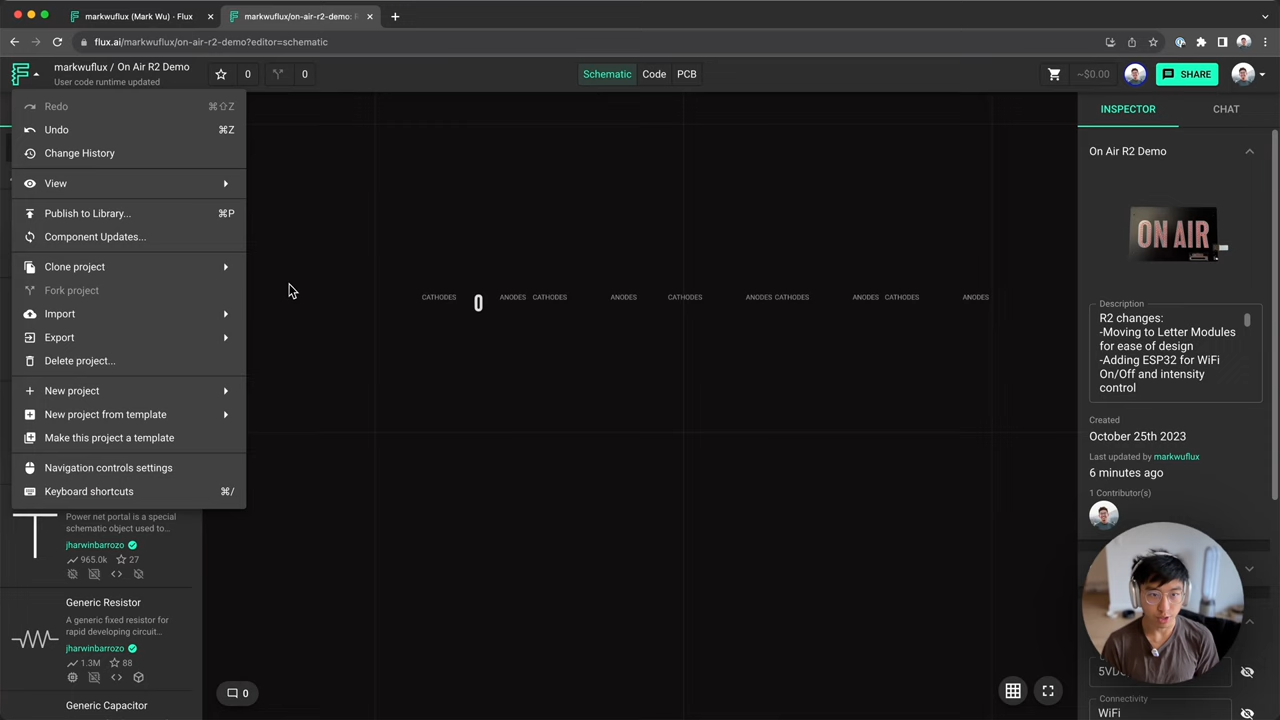 markwuflux (Mark Wu) · Flux
markwuflux/on-air-r2-demo: R
flux.ai/markwuflux/on-air-r2-demo?editor=schematic
markwuflux / On Air R2 Demo
User code runtime updated
0
0
Schematic
Code
PCB
~$0.00
SHARE
Redo ⌘⇧Z
Undo ⌘Z
Change History
View
Publish to Library... ⌘P
Component Updates...
Clone project
Fork project
Import
Export
Delete project...
New project
New project from template
Make this project a template
Navigation controls settings
Keyboard shortcuts ⌘/
Power net portal is a special
schematic object used to...
jharwinbarrozo
965.0k 27
Generic Resistor
A generic fixed resistor for
rapid developing circuit...
jharwinbarrozo
1.3M 88
Generic Capacitor
CATHODES 0 ANODES CATHODES ANODES CATHODES ANODES CATHODES ANODES CATHODES ANODES
0
INSPECTOR
CHAT
On Air R2 Demo
ON AIR
Description
R2 changes:
-Moving to Letter Modules
for ease of design
-Adding ESP32 for WiFi
On/Off and intensity
control
Created
October 25th 2023
Last updated by markwuflux
6 minutes ago
1 Contributor(s)
5VD
Connectivity
WiFi